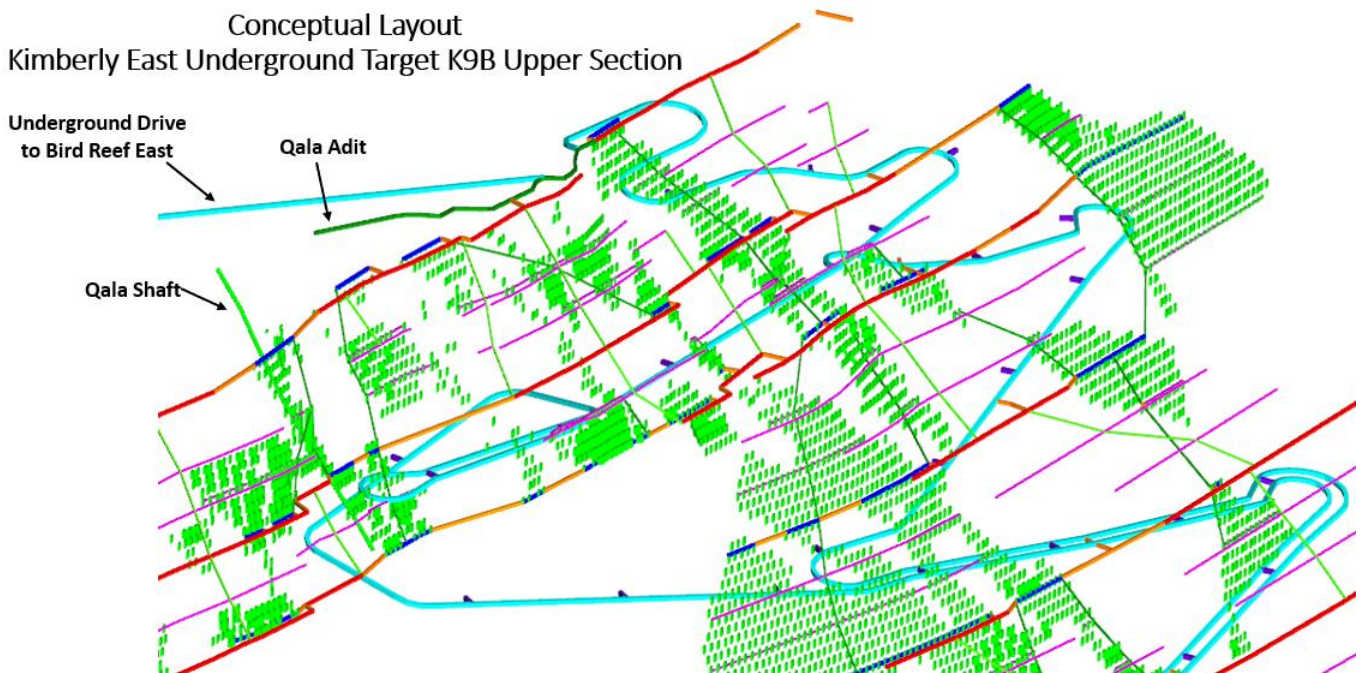 Conceptual Layout
Kimberly East Underground Target K9B Upper Section
Underground Drive
to Bird Reef East
Qala Adit
Qala Shaft